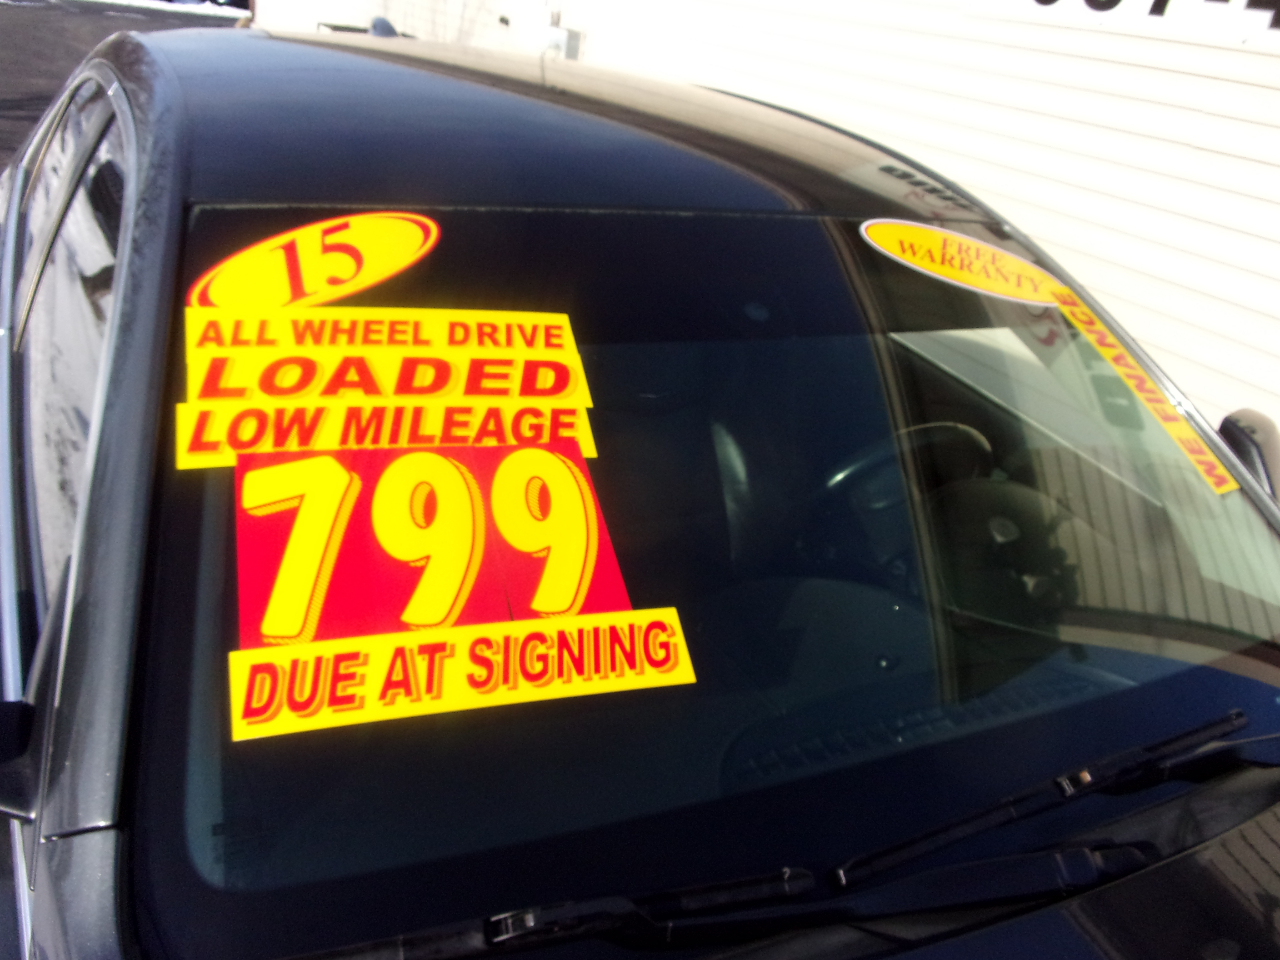 15
ALL WHEEL DRIVE
LOADED
LOW MILEAGE
799
DUE AT SIGNING
FREE
WARRANTY
WE FINANCE